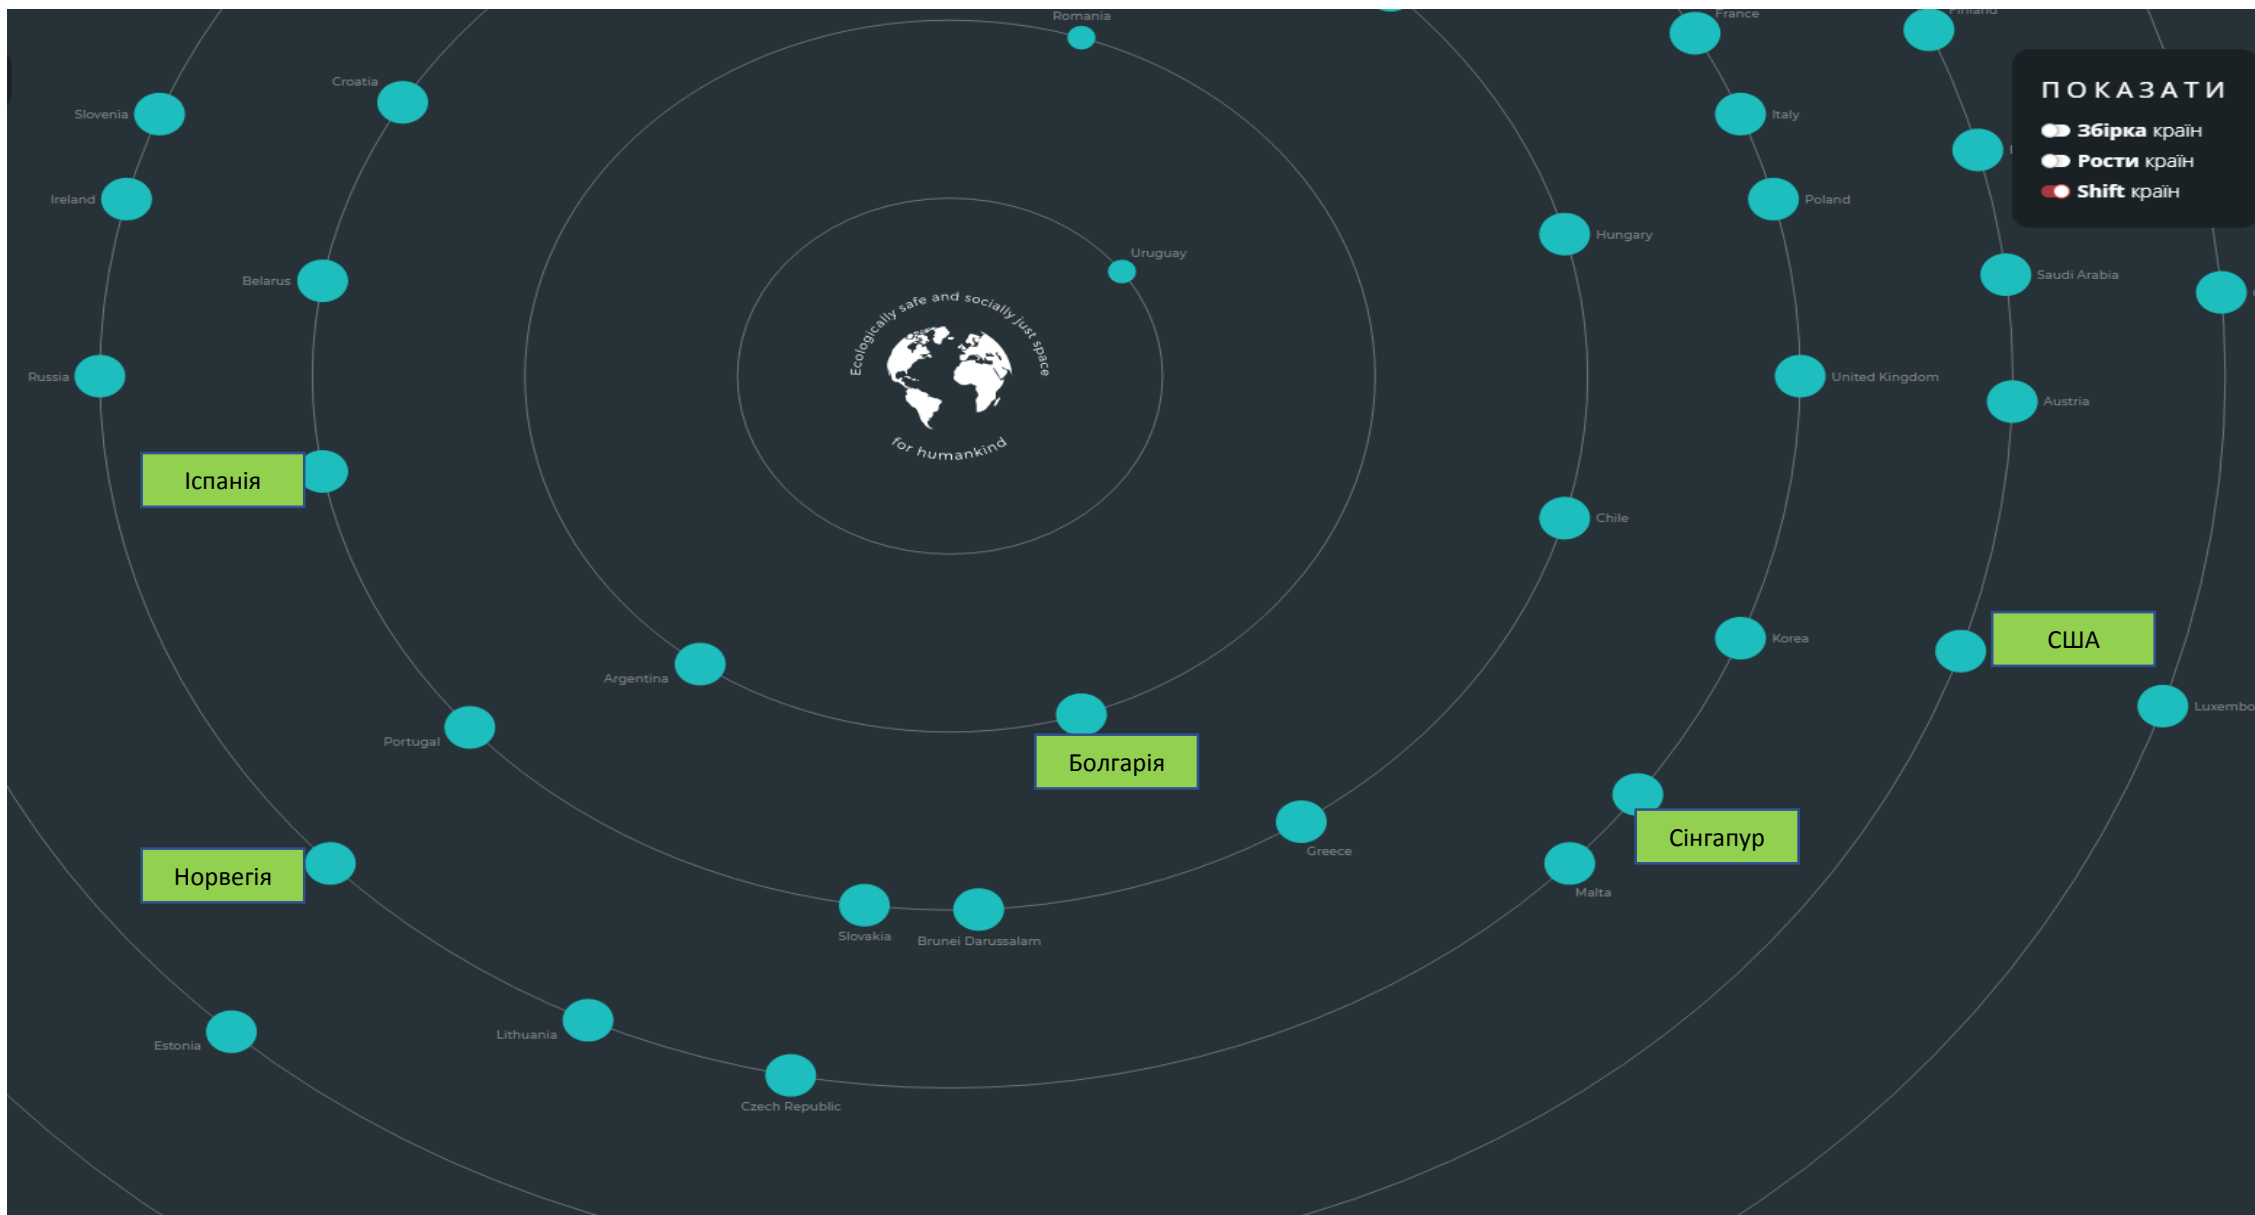 Romania
France
Finland
ПОКАЗАТИ
Збірка країн
Рости країн
Shift країн
Croatia
Slovenia
Italy
Ireland
Poland
Hungary
Uruguay
Belarus
Saudi Arabia
Ecologically safe and socially just space
for humankind
Russia
United Kingdom
Austria
Іспанія
Chile
Korea
США
Argentina
Luxembo
Portugal
Болгарія
Сінгапур
Greece
Норвегія
Malta
Slovakia
Brunei Darussalam
Lithuania
Estonia
Czech Republic